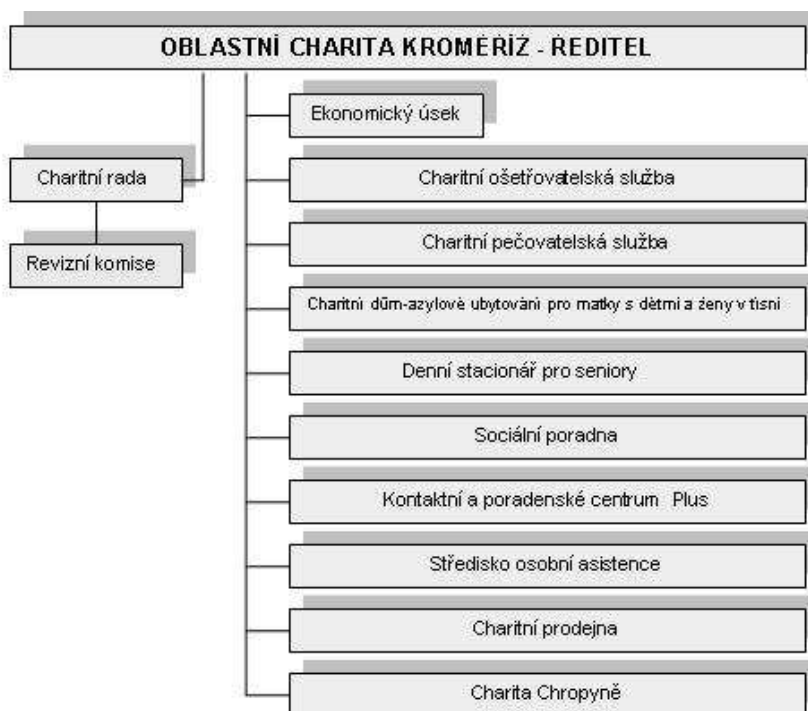 OBLASTNÍ CHARITA KROMĚŘÍŽ - ŘEDITEL
Ekonomický úsek
Charitní rada
Charitní ošetřovatelská služba
Charitní pečovatelská služba
Revizní komise
Charitní dům-azylové ubytování pro matky s dětmi a ženy v tísni
Denní stacionář pro seniory
Sociální poradna
Kontaktní a poradenské centrum Plus
Středisko osobní asistence
Charitní prodejna
Charita Chropyně